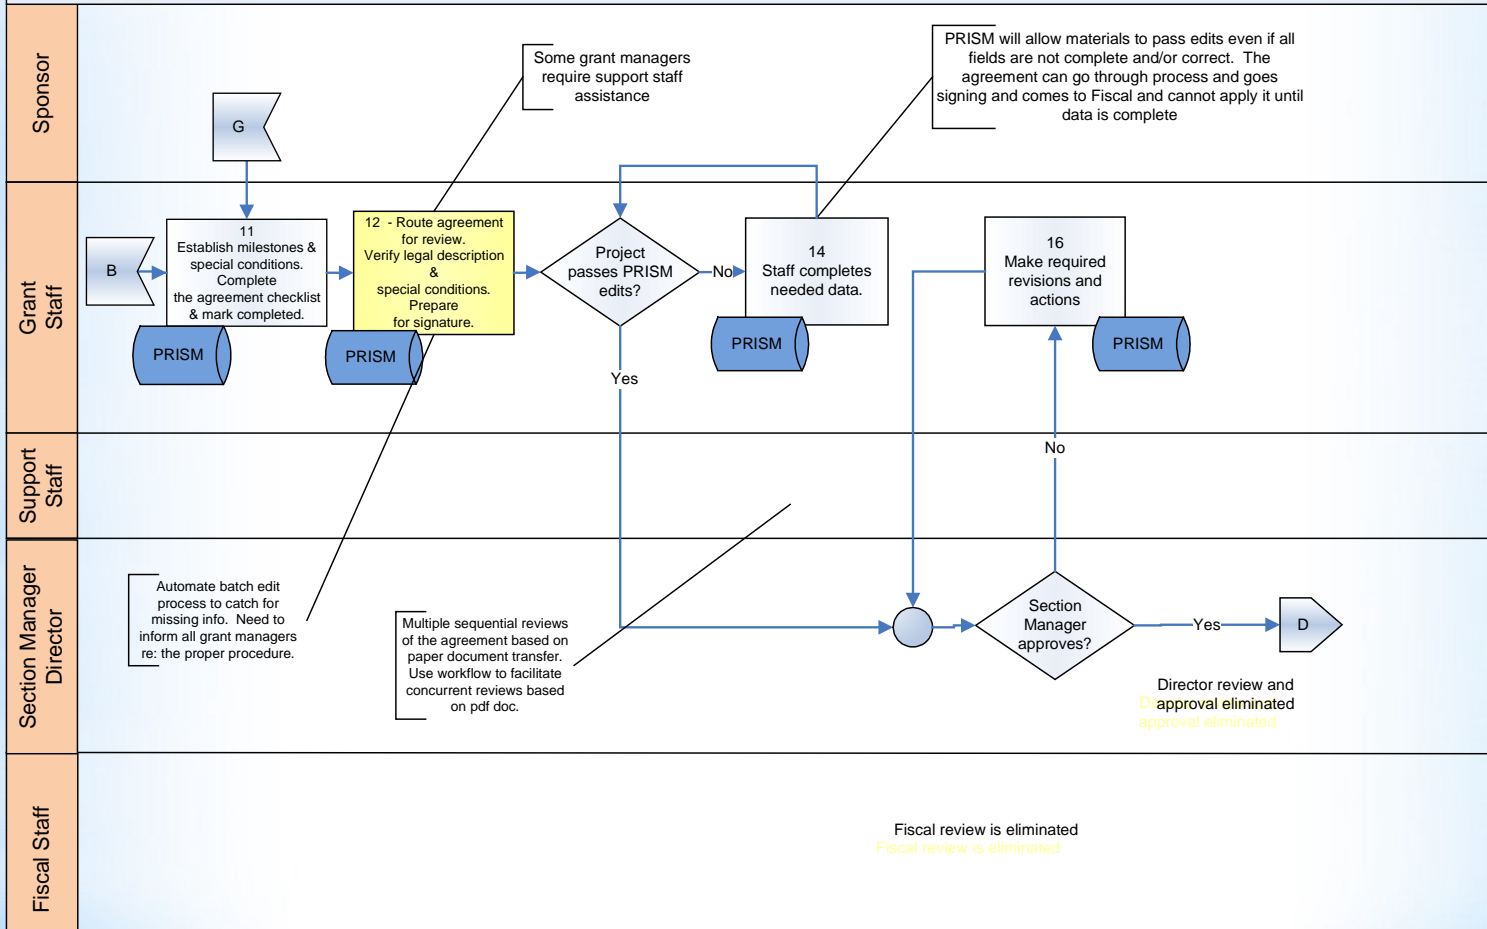 Sponsor
G
Some grant managers
require support staff
assistance
PRISM will allow materials to pass edits even if all
fields are not complete and/or correct. The
agreement can go through process and goes
signing and comes to Fiscal and cannot apply it until
data is complete
Grant
Staff
B
11
Establish milestones &
special conditions.
Complete
the agreement checklist
& mark completed.
PRISM
12 - Route agreement
for review.
Verify legal description
&
special conditions.
Prepare
for signature.
PRISM
Project
passes PRISM
edits?
No
Yes
14
Staff completes
needed data.
PRISM
16
Make required
revisions and
actions
PRISM
Support
Staff
No
Section Manager
Director
Automate batch edit
process to catch for
missing info. Need to
inform all grant managers
re: the proper procedure.
Multiple sequential reviews
of the agreement based on
paper document transfer.
Use workflow to facilitate
concurrent reviews based
on pdf doc.
Section
Manager
approves?
Yes
D
Director review and
approval eliminated
approval eliminated
Fiscal Staff
Fiscal review is eliminated
Fiscal review is eliminated